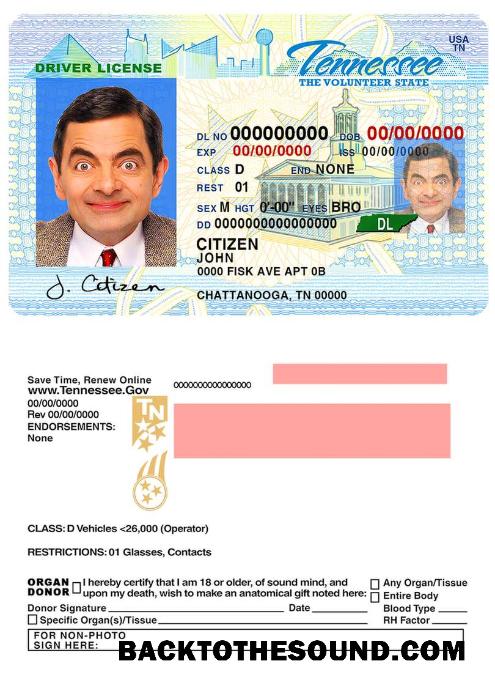 USA
TN
DRIVER LICENSE
Tennessee
THE VOLUNTEER STATE
DL NO 000000000 DOB 00/00/0000
EXP 00/00/0000 ISS 00/00/0000
CLASS D END NONE
REST 01
SEX M HGT 0'-00" EYES BRO
DD 0000000000000000
DL
CITIZEN
JOHN
0000 FISK AVE APT 0B
CHATTANOOGA, TN 00000
J. Citizen
Save Time, Renew Online
www.Tennessee.Gov
00/00/0000
Rev 00/00/0000
ENDORSEMENTS:
None
0000000000000000
TN
CLASS: D Vehicles <26,000 (Operator)
RESTRICTIONS: 01 Glasses, Contacts
ORGAN DONOR
I hereby certify that I am 18 or older, of sound mind, and
upon my death, wish to make an anatomical gift noted here:
Any Organ/Tissue
Entire Body
Donor Signature Date Blood Type
Specific Organ(s)/Tissue RH Factor
FOR NON-PHOTO
SIGN HERE:
BACKTOTHESOUND.COM